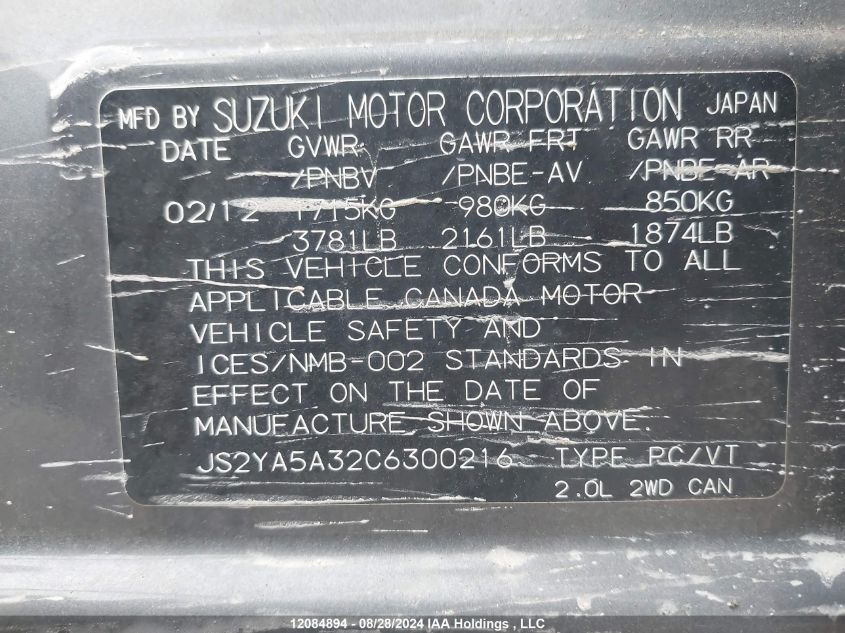 MFD BY SUZUKI MOTOR CORPORATION JAPAN
DATE GVWR GAWR FRT GAWR RR
/PNBV /PNBE-AV /PNBE-AR
02/12 1715KG 980KG 850KG
3781LB 2161LB 1874LB
THIS VEHICLE CONFORMS TO ALL
APPLICABLE CANADA MOTOR
VEHICLE SAFETY AND
ICES/NMB-002 STANDARDS IN
EFFECT ON THE DATE OF
MANUFACTURE SHOWN ABOVE.
JS2YA5A32C6300216 TYPE PC/VT
2.0L 2WD CAN
12084894 - 08/28/2024 IAA Holdings , LLC